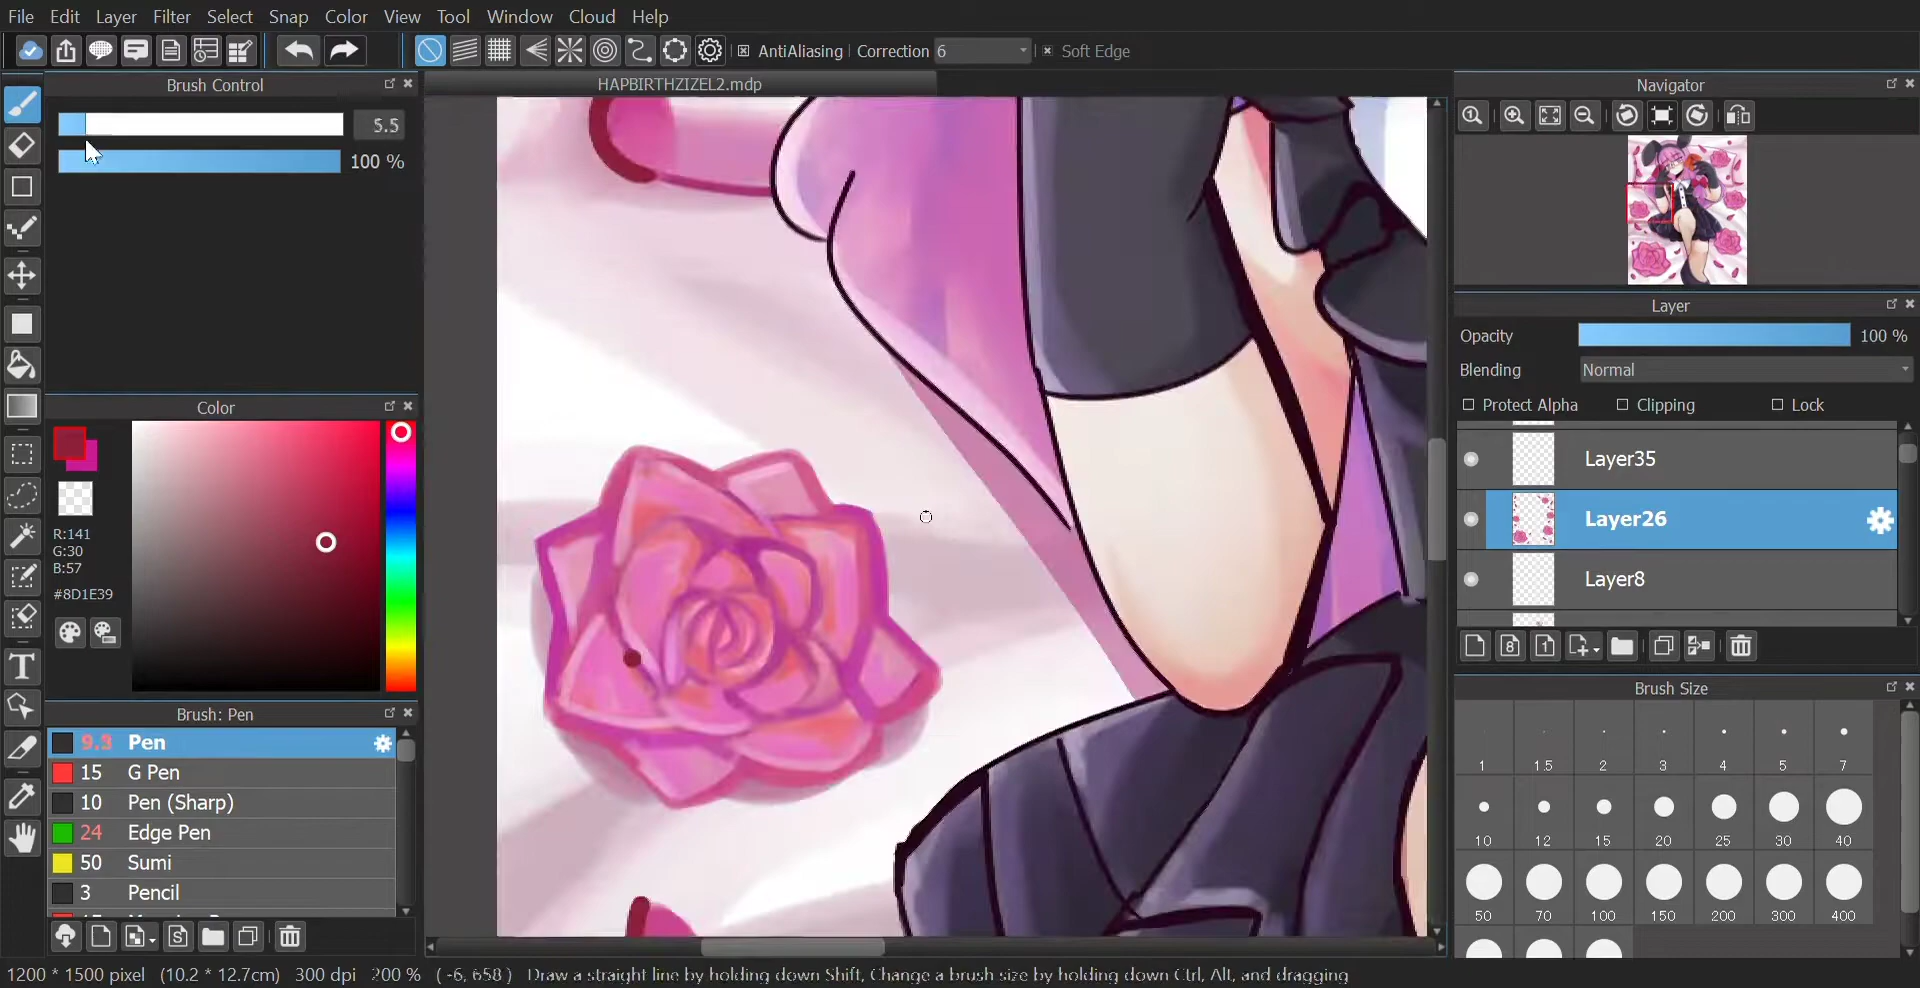 File Edit Layer Filter Select Snap Color View Tool Window Cloud Help
AntiAliasing Correction 6 Soft Edge
Brush Control
5.5
100 %
HAPBIRTHZIZEL2.mdp
Navigator
Layer
Opacity 100 %
Blending Normal
Protect Alpha Clipping Lock
Layer35
Layer26
Layer8
Color
R:141
G:30
B:57
#8D1E39
Brush: Pen
9.3 Pen
15 G Pen
10 Pen (Sharp)
24 Edge Pen
50 Sumi
3 Pencil
Brush Size
1 1.5 2 3 4 5 7
10 12 15 20 25 30 40
50 70 100 150 200 300 400
1200 * 1500 pixel (10.2 * 12.7cm) 300 dpi 200 % ( -6, 658 ) Draw a straight line by holding down Shift, Change a brush size by holding down Ctrl, Alt, and dragging